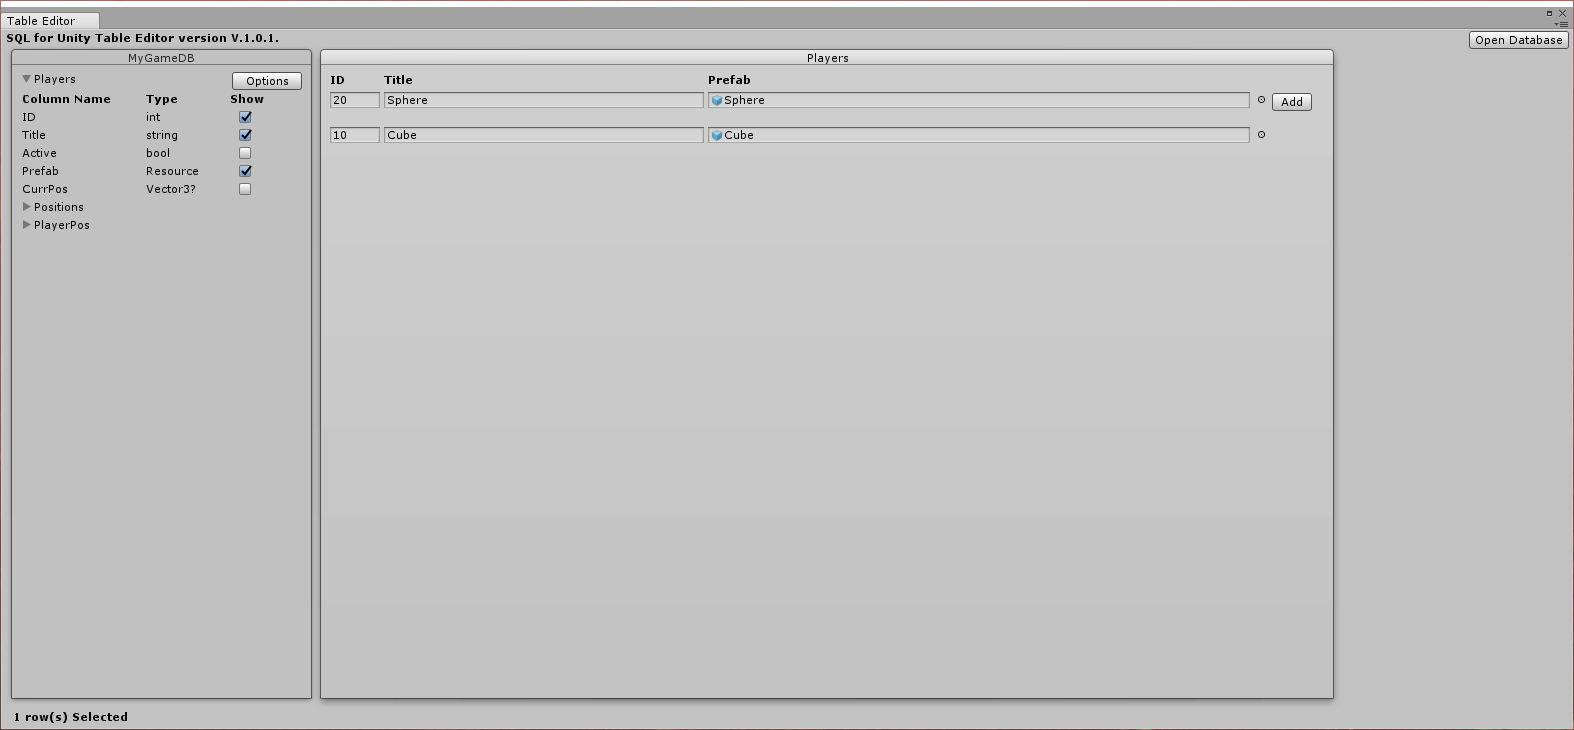 Table Editor
SQL for Unity Table Editor version V.1.0.1.
Open Database
MyGameDB
Players
Options
Column Name Type Show
ID int
Title string
Active bool
Prefab Resource
CurrPos Vector3?
Positions
PlayerPos
Players
ID Title Prefab
20 Sphere Sphere Add
10 Cube Cube
1 row(s) Selected